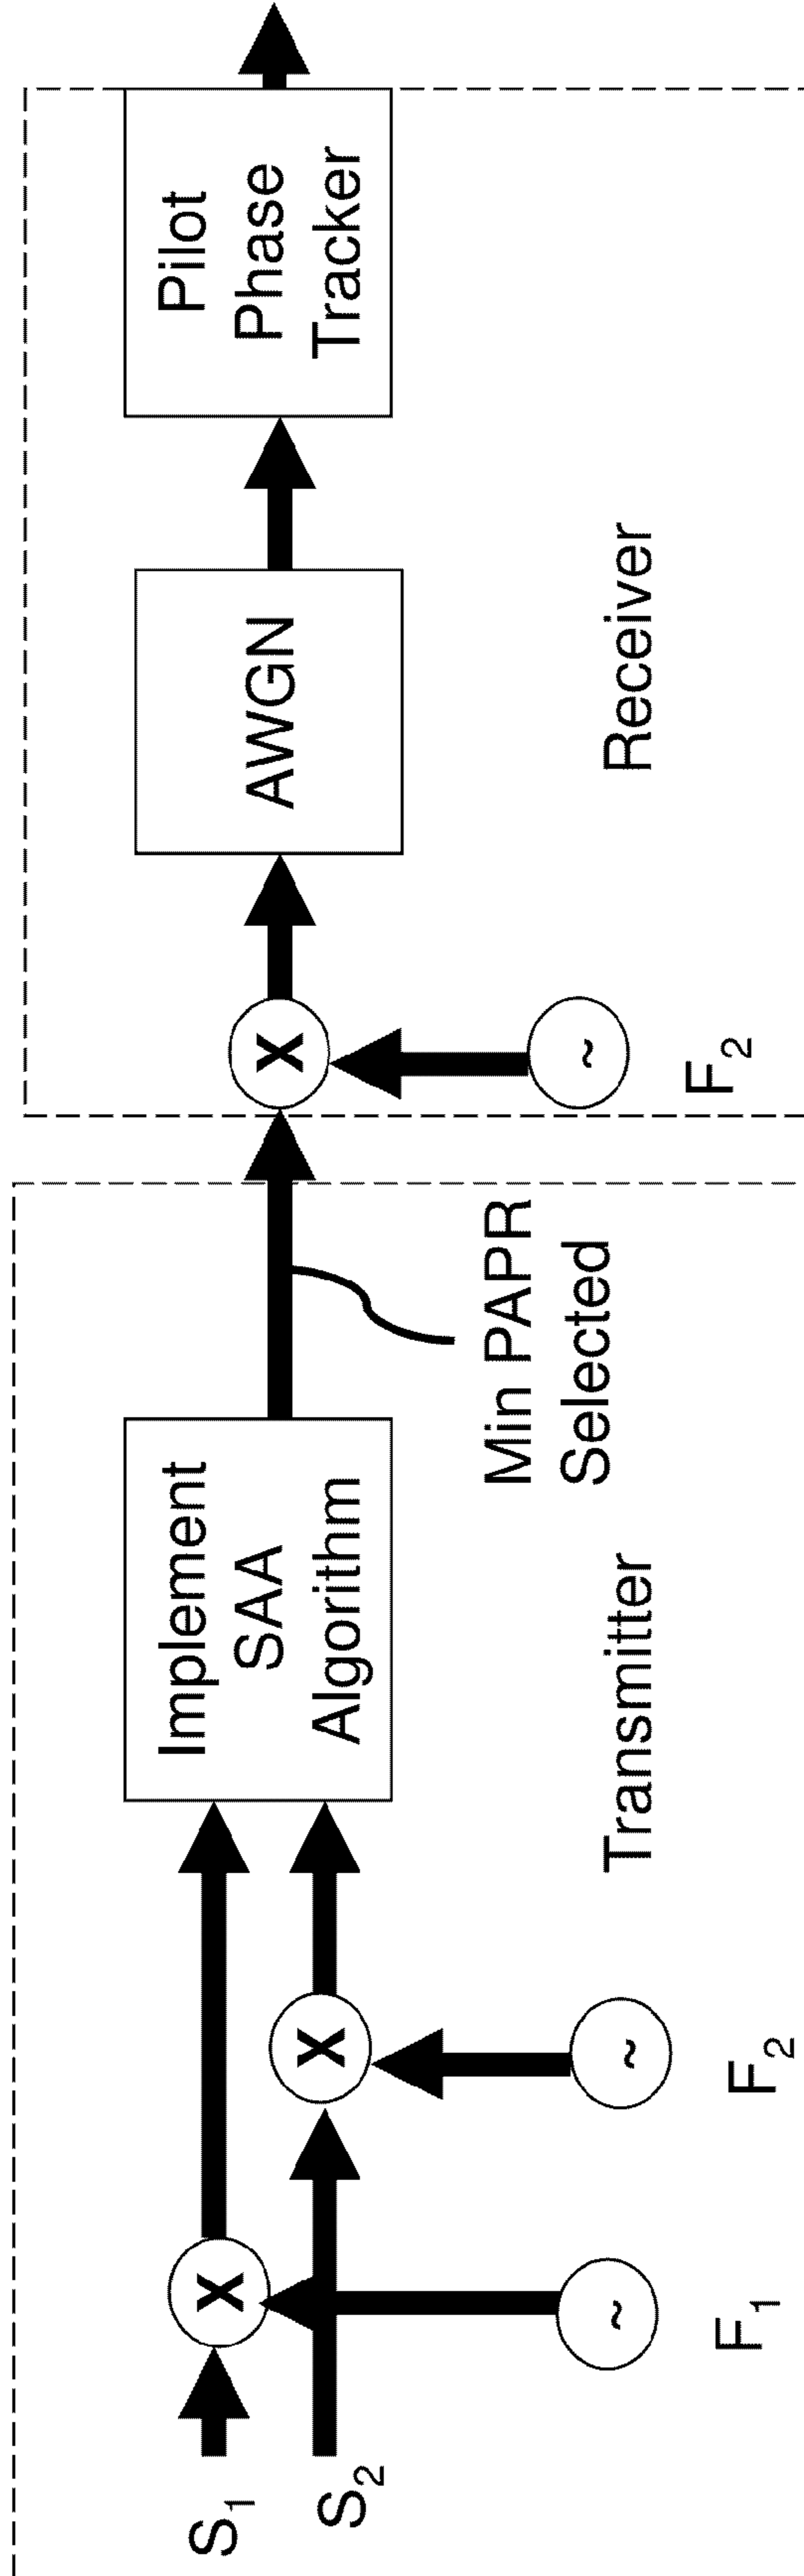 S1
S2
X
X
~
F1
~
F2
Implement
SAA
Algorithm
Min PAPR
Selected
Transmitter
X
~
F2
AWGN
Pilot
Phase
Tracker
Receiver